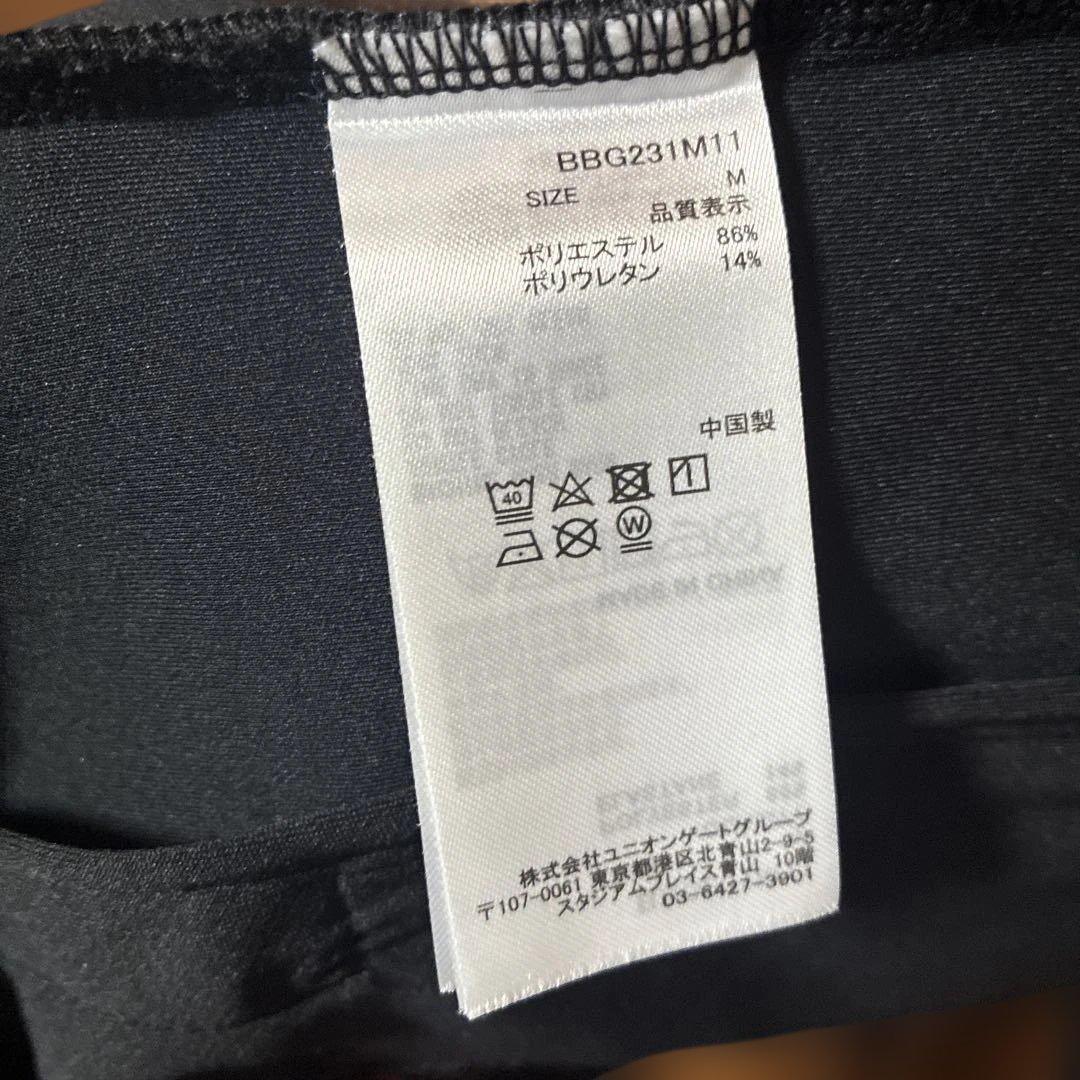 BBG231M11
SIZE M
品質表示
ポリエステル 86%
ポリウレタン 14%
中国製
40
W
株式会社ユニオンゲートグループ
〒107-0061 東京都港区北青山2-9-5
スタジアムプレイス青山 10階
03-6427-3901